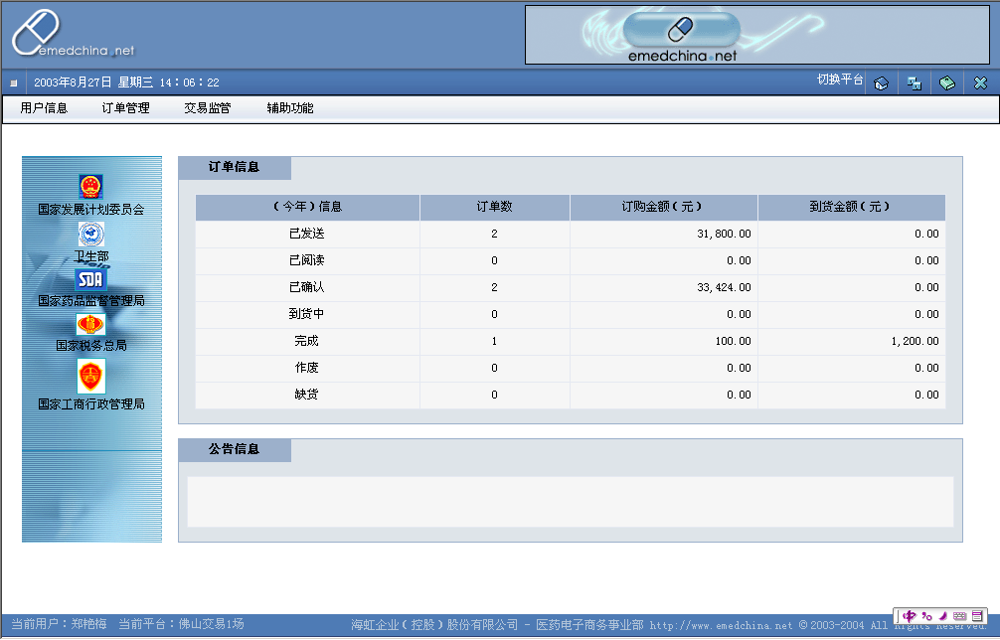 emedchina.net
emedchina.net
2003年8月27日 星期三 14：06：22 切换平台
用户信息 订单管理 交易监管 辅助功能
国家发展计划委员会
卫生部
SDA
国家药品监督管理局
国家税务总局
国家工商行政管理局
订单信息
（今年）信息 订单数 订购金额（元） 到货金额（元）
已发送 2 31,800.00 0.00
已阅读 0 0.00 0.00
已确认 2 33,424.00 0.00
到货中 0 0.00 0.00
完成 1 100.00 1,200.00
作废 0 0.00 0.00
缺货 0 0.00 0.00
公告信息
当前用户：郑艳梅 当前平台：佛山交易1场 海虹企业（控股）股份有限公司 - 医药电子商务事业部 http://www.emedchina.net ©2003-2004 All Rights Reserved
中